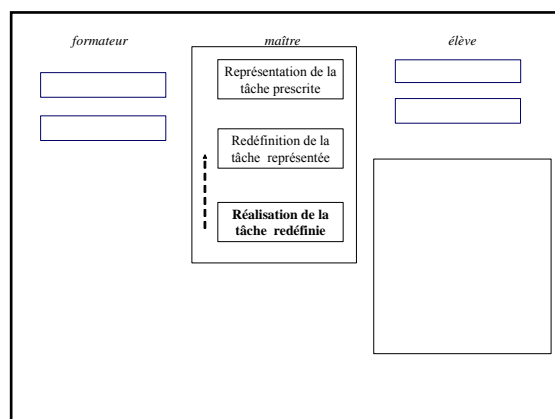 formateur
maître
élève
Représentation de la
tâche prescrite
Redéfinition de la
tâche représentée
Réalisation de la
tâche redéfinie